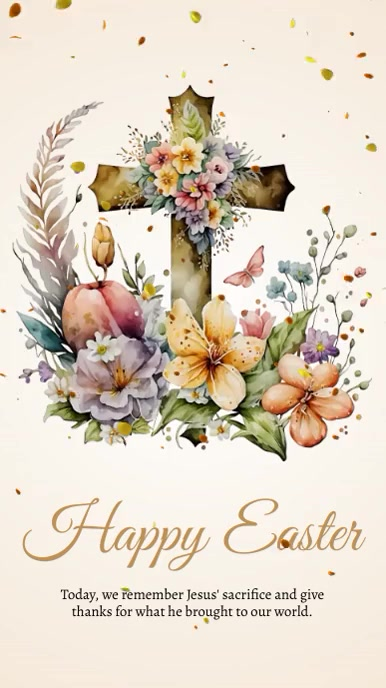 Happy Easter
Today, we remember Jesus' sacrifice and give
thanks for what he brought to our world.